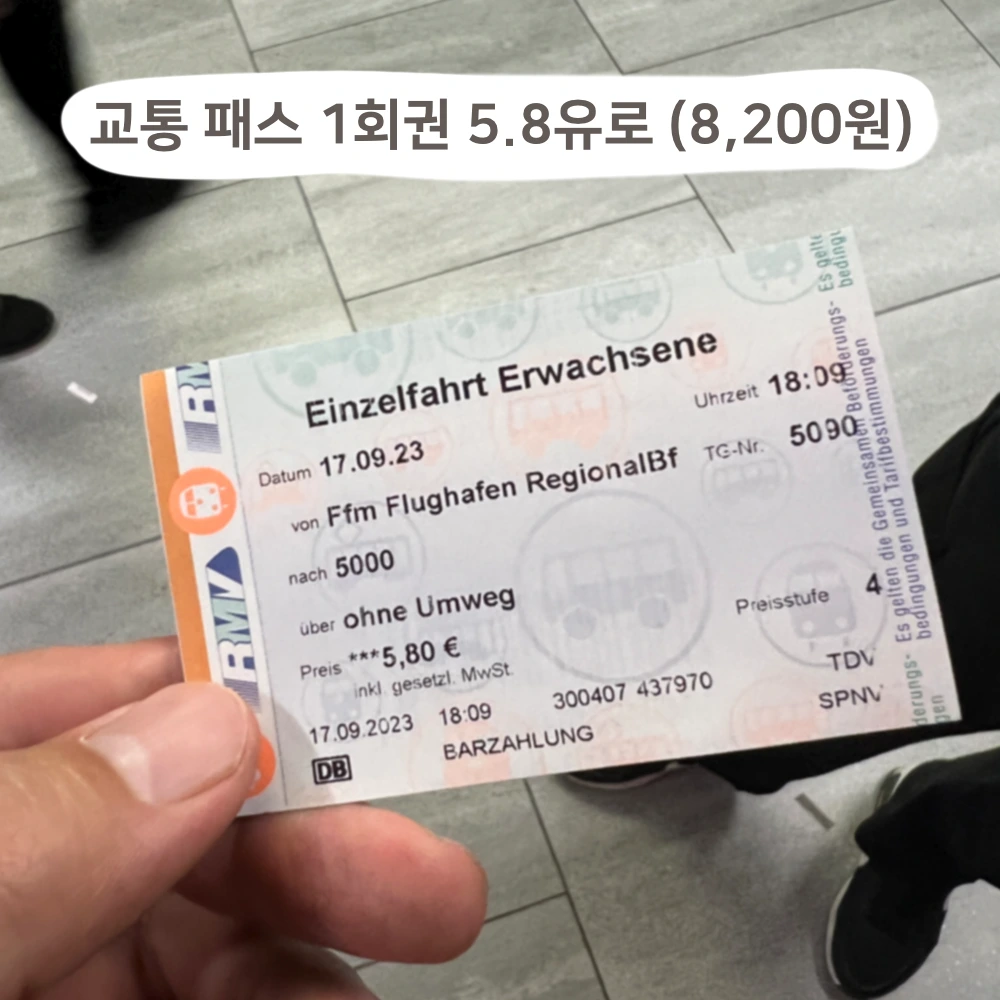 교통 패스 1회권 5.8유로 (8,200원)
RMV
Einzelfahrt Erwachsene
Datum 17.09.23
Uhrzeit 18:09
von Ffm Flughafen RegionalBf
TG-Nr. 5090
nach 5000
über ohne Umweg
Preisstufe 4
Preis ***5,80 €
inkl. gesetzl. MwSt.
17.09.2023 18:09 300407 437970
TDV
SPNV
DB BARZAHLUNG
Es gelten die Gemeinsamen Beförderungs-
bedingungen und Tarifbestimmungen